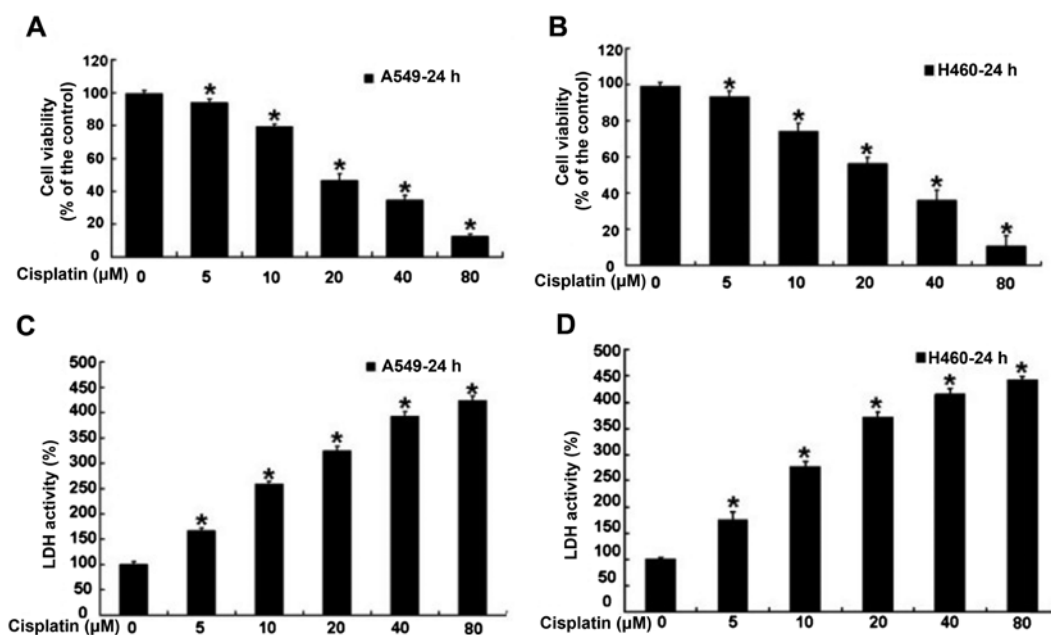 A
Cell viability
(% of the control)
120
100
80
60
40
20
0
A549-24 h
* * * * *
Cisplatin (μM) 0 5 10 20 40 80
B
Cell viability
(% of the control)
120
100
80
60
40
20
0
H460-24 h
* * * * *
Cisplatin (μM) 0 5 10 20 40 80
C
LDH activity (%)
500
450
400
350
300
250
200
150
100
50
0
A549-24 h
* * * * *
Cisplatin (μM) 0 5 10 20 40 80
D
LDH activity (%)
500
450
400
350
300
250
200
150
100
50
0
H460-24 h
* * * * *
Cisplatin (μM) 0 5 10 20 40 80